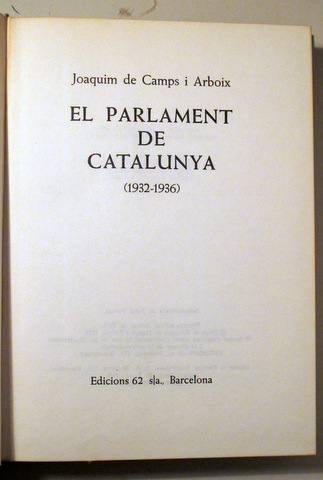 Joaquim de Camps i Arboix
EL PARLAMENT
DE
CATALUNYA
(1932-1936)
Edicions 62 s|a., Barcelona